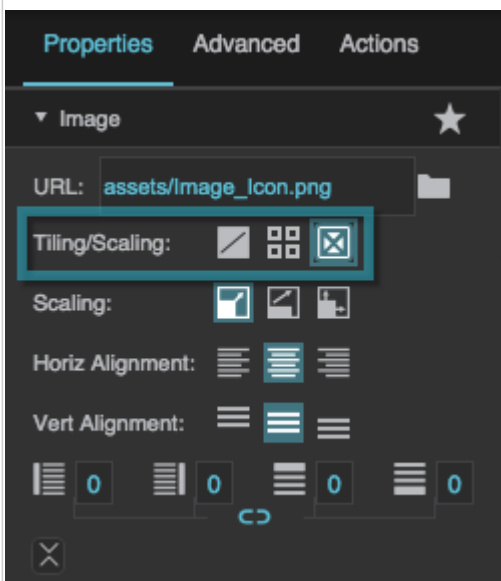 Properties Advanced Actions
Image
URL: assets/Image_Icon.png
Tiling/Scaling:
Scaling:
Horiz Alignment:
Vert Alignment:
0 0 0 0